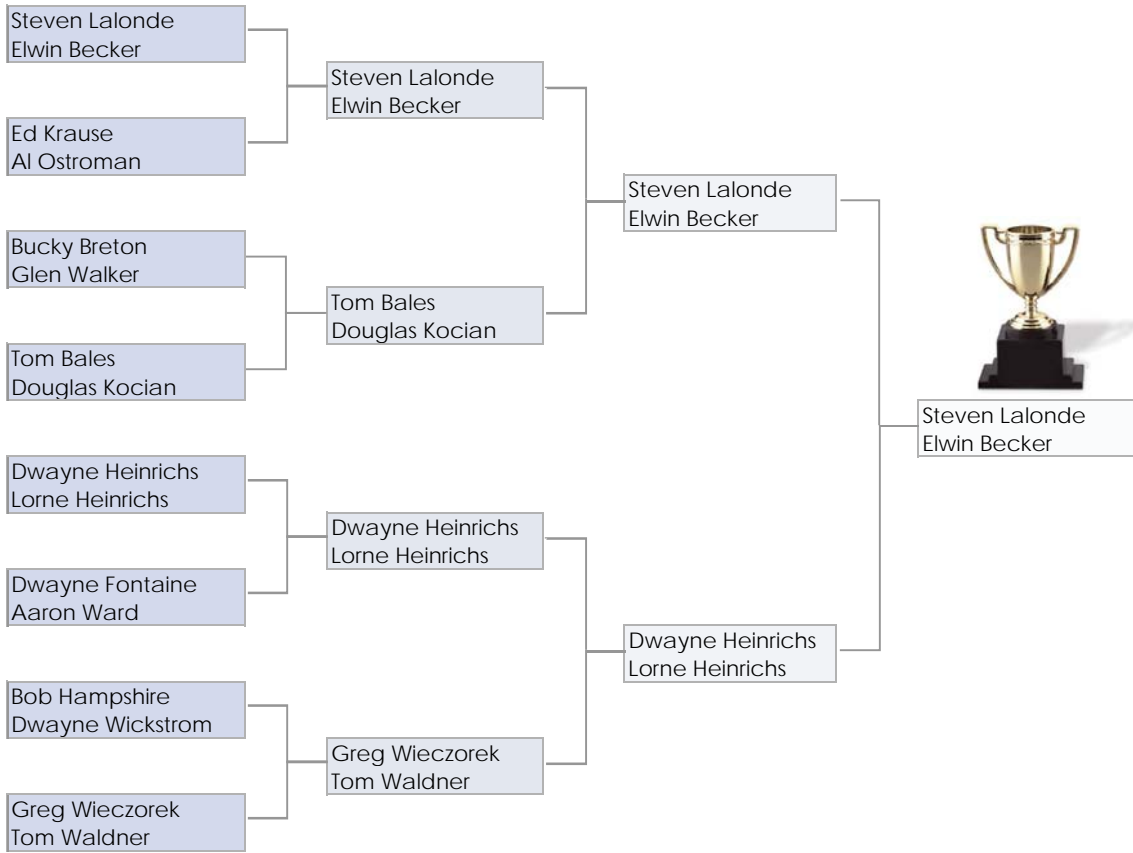 Steven Lalonde
Elwin Becker
Ed Krause
Al Ostroman
Bucky Breton
Glen Walker
Tom Bales
Douglas Kocian
Dwayne Heinrichs
Lorne Heinrichs
Dwayne Fontaine
Aaron Ward
Bob Hampshire
Dwayne Wickstrom
Greg Wieczorek
Tom Waldner
Steven Lalonde
Elwin Becker
Tom Bales
Douglas Kocian
Dwayne Heinrichs
Lorne Heinrichs
Greg Wieczorek
Tom Waldner
Steven Lalonde
Elwin Becker
Dwayne Heinrichs
Lorne Heinrichs
Steven Lalonde
Elwin Becker